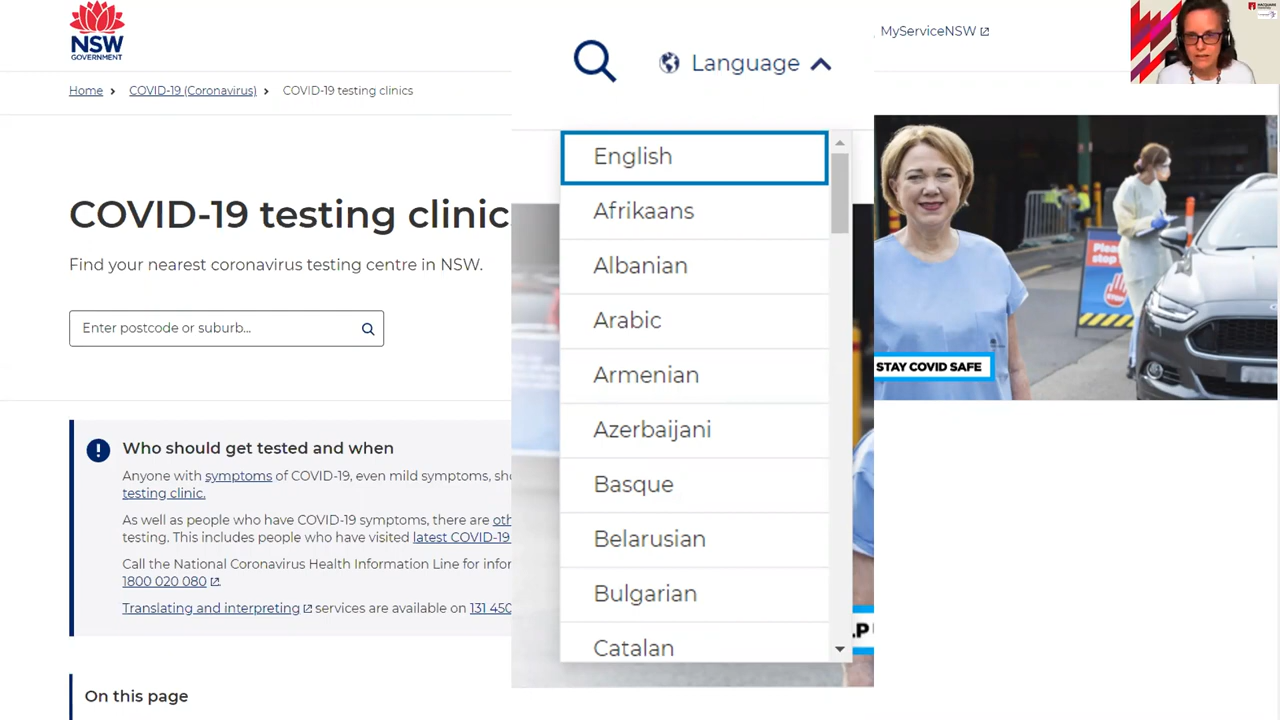 NSW
GOVERNMENT
Language
MyServiceNSW
MACQUARIE
Home
COVID-19 (Coronavirus)
COVID-19 testing clinics
English
Afrikaans
Albanian
Arabic
Armenian
Azerbaijani
Basque
Belarusian
Bulgarian
Catalan
COVID-19 testing clinic
Find your nearest coronavirus testing centre in NSW.
Enter postcode or suburb...
Please
stop
STOP
STAY COVID SAFE
Who should get tested and when
Anyone with symptoms of COVID-19, even mild symptoms,
testing clinic.
As well as people who have COVID-19 symptoms, there are
testing. This includes people who have visited latest COVID-19
Call the National Coronavirus Health Information Line for
1800 020 080
Translating and interpreting services are available on 131 450
On this page